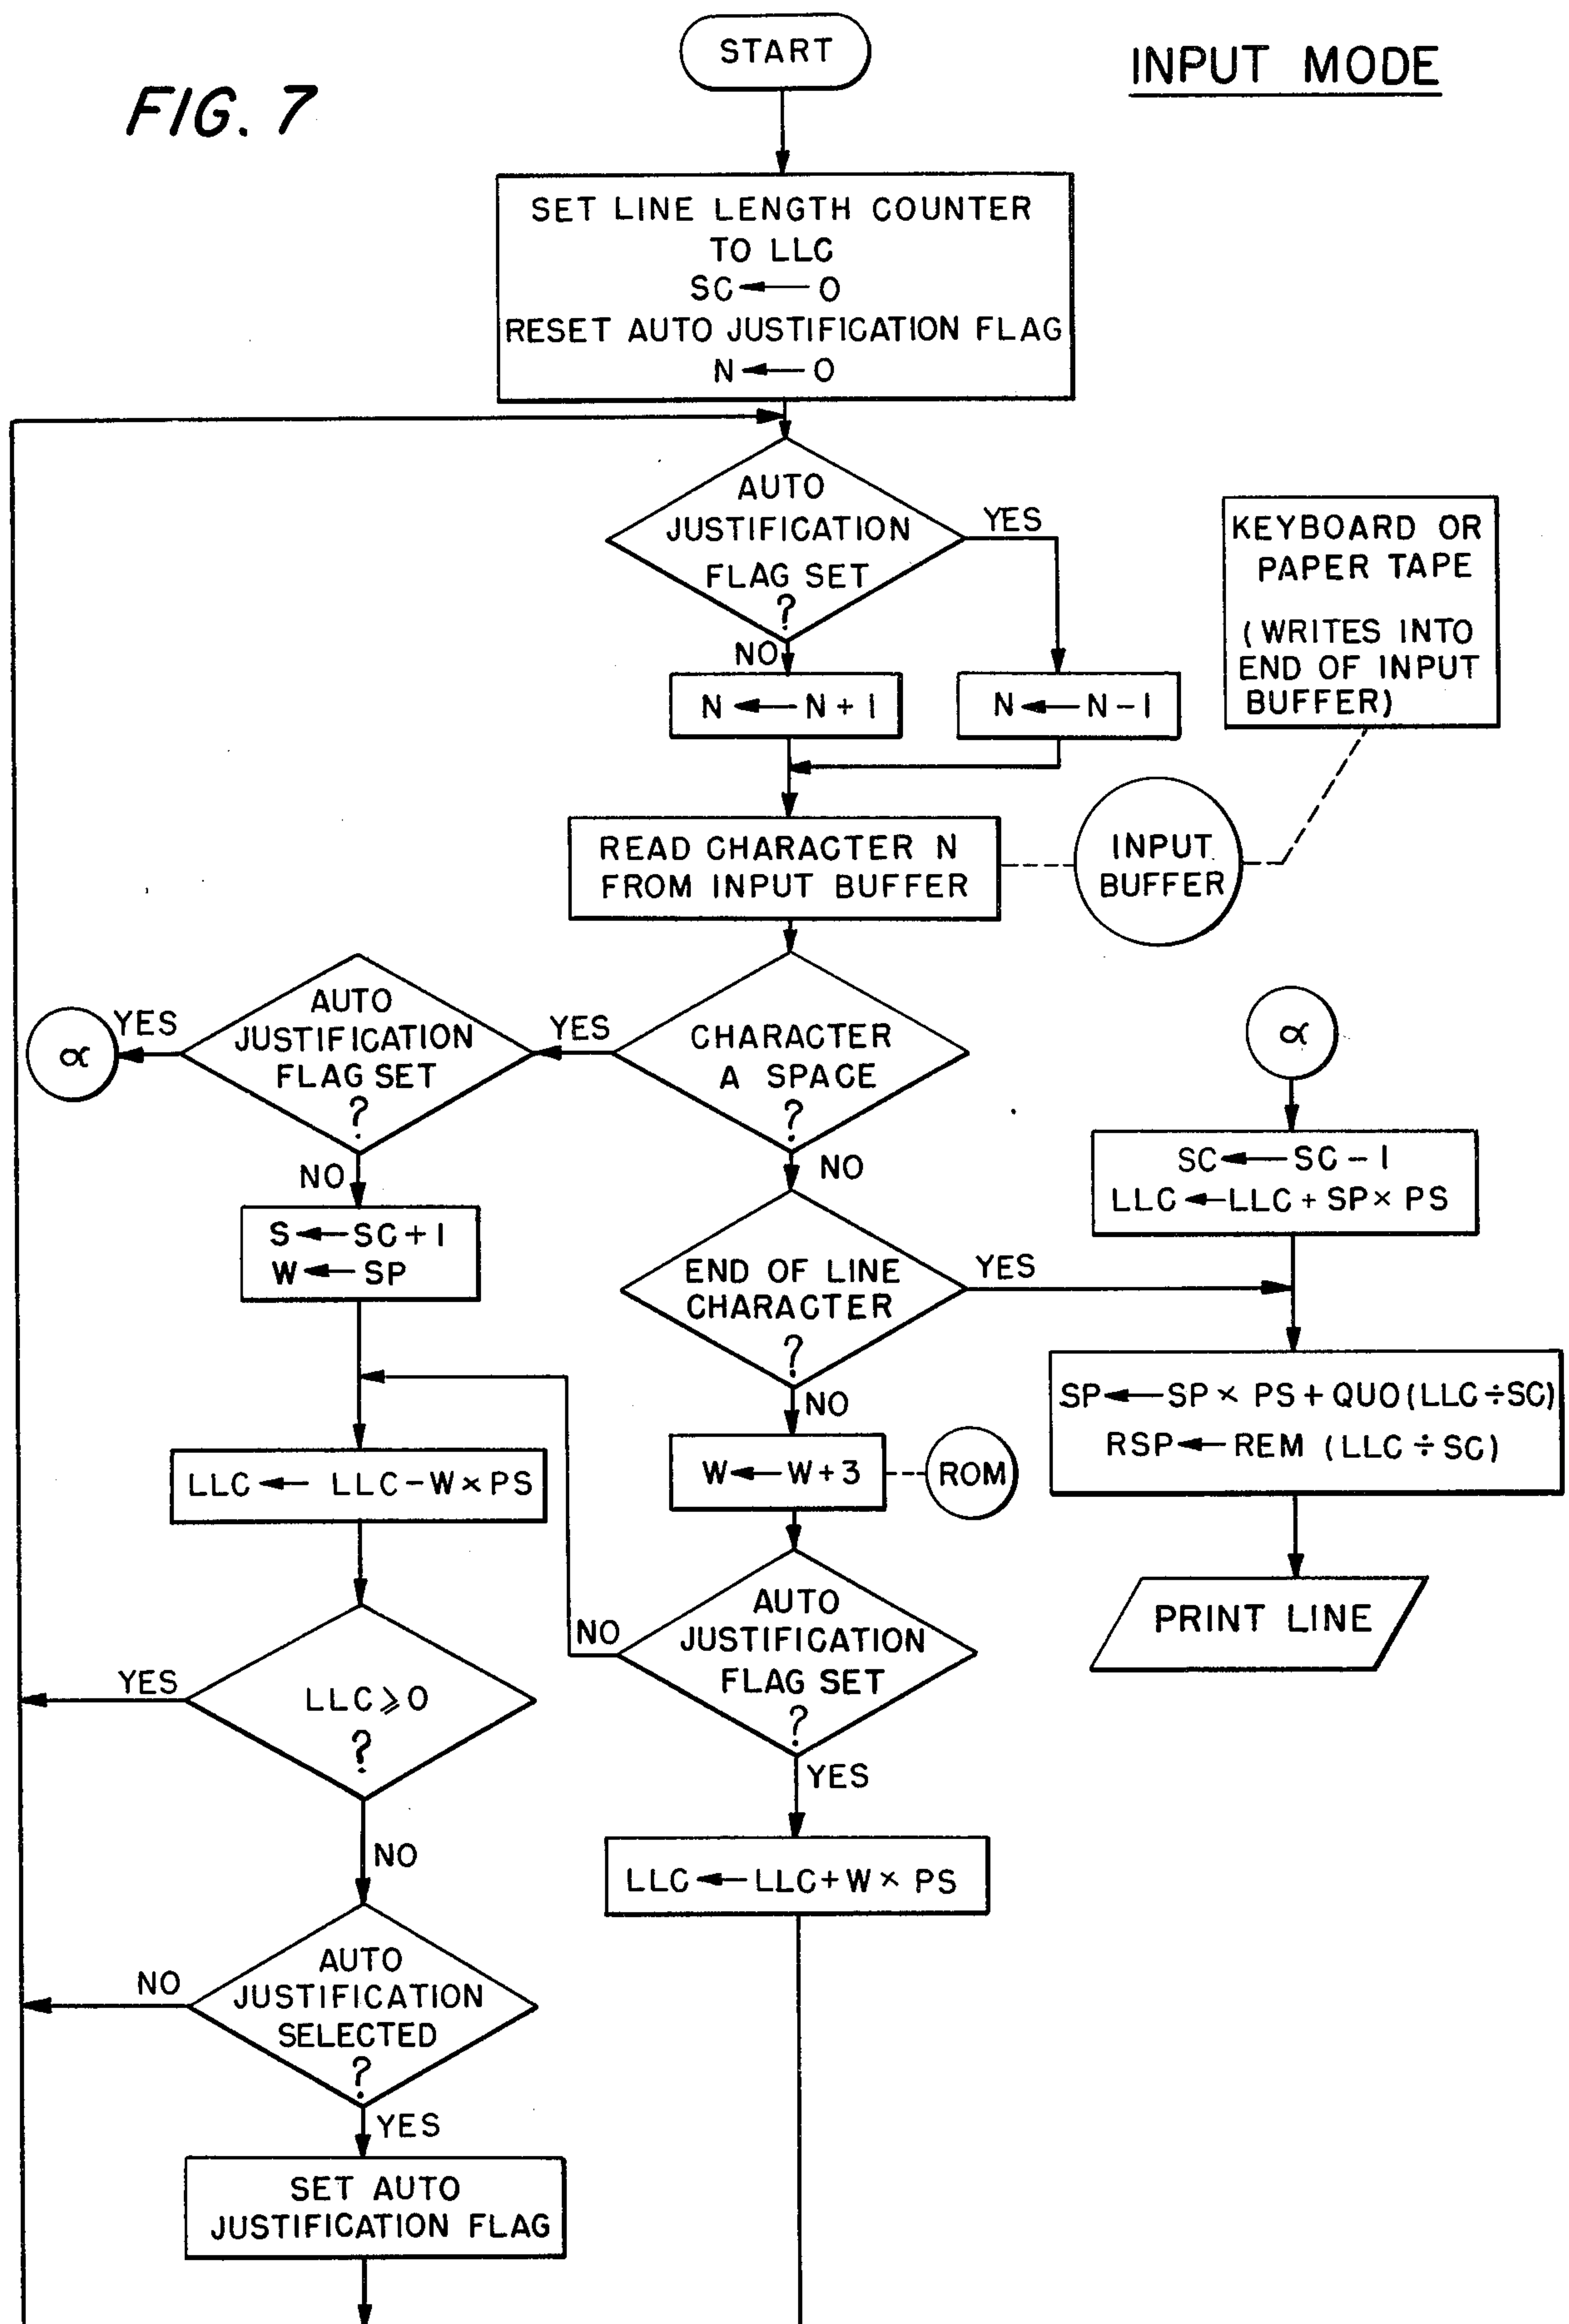 START
INPUT MODE
FIG. 7
SET LINE LENGTH COUNTER
TO LLC
SC ← 0
RESET AUTO JUSTIFICATION FLAG
N ← 0
AUTO
JUSTIFICATION
FLAG SET
?
YES
NO
KEYBOARD OR
PAPER TAPE
(WRITES INTO
END OF INPUT
BUFFER)
N ← N + 1
N ← N - 1
READ CHARACTER N
FROM INPUT BUFFER
INPUT
BUFFER
CHARACTER
A SPACE
?
YES
NO
AUTO
JUSTIFICATION
FLAG SET
?
YES
∝
NO
∝
SC ← SC - 1
LLC ← LLC + SP × PS
S ← SC + 1
W ← SP
END OF LINE
CHARACTER
?
YES
NO
SP ← SP × PS + QUO (LLC ÷ SC)
RSP ← REM (LLC ÷ SC)
LLC ← LLC - W × PS
W ← W + 3
ROM
PRINT LINE
AUTO
JUSTIFICATION
FLAG SET
?
NO
YES
LLC ⩾ 0
?
YES
NO
LLC ← LLC + W × PS
AUTO
JUSTIFICATION
SELECTED
?
NO
YES
SET AUTO
JUSTIFICATION FLAG